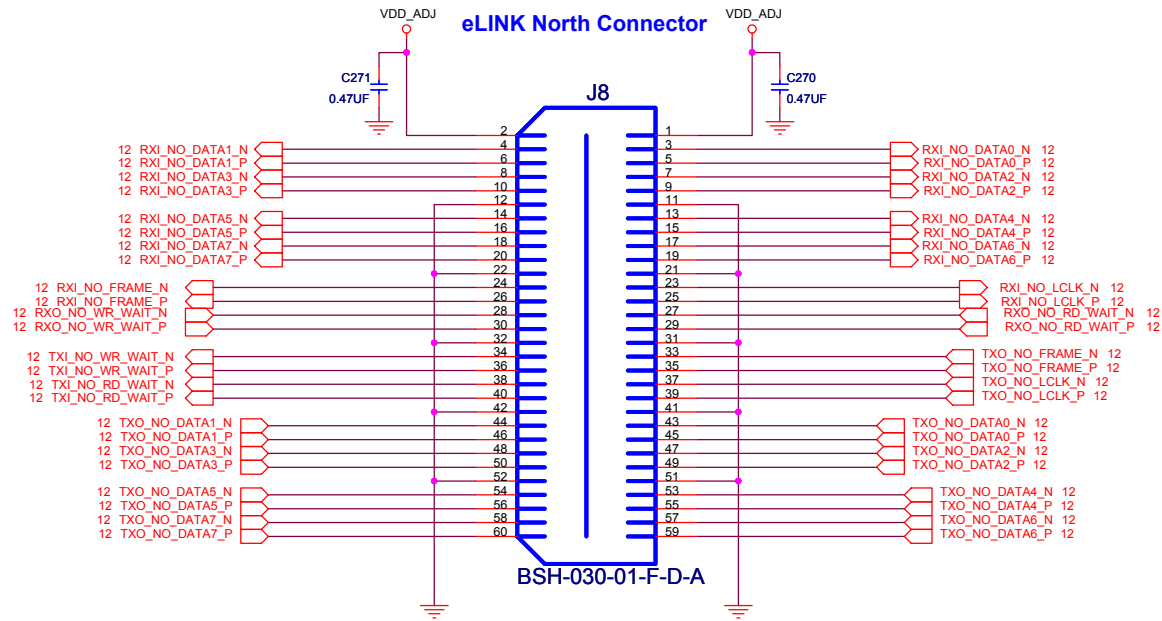 VDD_ADJ
eLINK North Connector
VDD_ADJ
C271
0.47UF
C270
0.47UF
J8
2 1
12 RXI_NO_DATA1_N 4 3 RXI_NO_DATA0_N 12
12 RXI_NO_DATA1_P 6 5 RXI_NO_DATA0_P 12
12 RXI_NO_DATA3_N 8 7 RXI_NO_DATA2_N 12
12 RXI_NO_DATA3_P 10 9 RXI_NO_DATA2_P 12
12 11
12 RXI_NO_DATA5_N 14 13 RXI_NO_DATA4_N 12
12 RXI_NO_DATA5_P 16 15 RXI_NO_DATA4_P 12
12 RXI_NO_DATA7_N 18 17 RXI_NO_DATA6_N 12
12 RXI_NO_DATA7_P 20 19 RXI_NO_DATA6_P 12
22 21
12 RXI_NO_FRAME_N 24 23 RXI_NO_LCLK_N 12
12 RXI_NO_FRAME_P 26 25 RXI_NO_LCLK_P 12
12 RXO_NO_WR_WAIT_N 28 27 RXO_NO_RD_WAIT_N 12
12 RXO_NO_WR_WAIT_P 30 29 RXO_NO_RD_WAIT_P 12
32 31
12 TXI_NO_WR_WAIT_N 34 33 TXO_NO_FRAME_N 12
12 TXI_NO_WR_WAIT_P 36 35 TXO_NO_FRAME_P 12
12 TXI_NO_RD_WAIT_N 38 37 TXO_NO_LCLK_N 12
12 TXI_NO_RD_WAIT_P 40 39 TXO_NO_LCLK_P 12
42 41
12 TXO_NO_DATA1_N 44 43 TXO_NO_DATA0_N 12
12 TXO_NO_DATA1_P 46 45 TXO_NO_DATA0_P 12
12 TXO_NO_DATA3_N 48 47 TXO_NO_DATA2_N 12
12 TXO_NO_DATA3_P 50 49 TXO_NO_DATA2_P 12
52 51
12 TXO_NO_DATA5_N 54 53 TXO_NO_DATA4_N 12
12 TXO_NO_DATA5_P 56 55 TXO_NO_DATA4_P 12
12 TXO_NO_DATA7_N 58 57 TXO_NO_DATA6_N 12
12 TXO_NO_DATA7_P 60 59 TXO_NO_DATA6_P 12
BSH-030-01-F-D-A